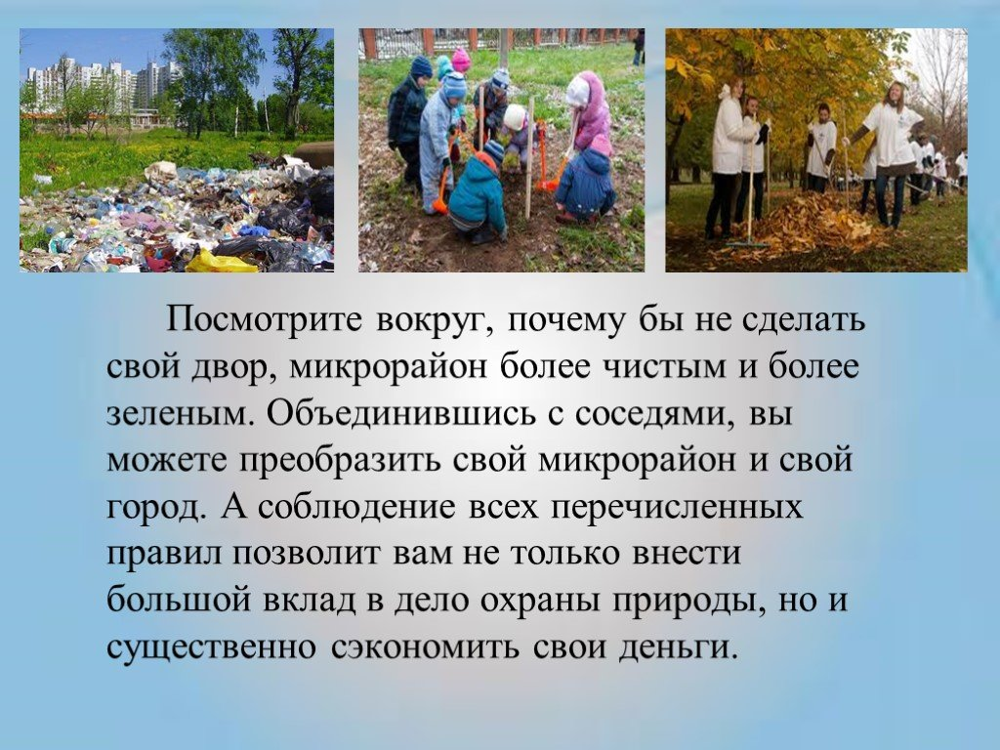 Посмотрите вокруг, почему бы не сделать
свой двор, микрорайон более чистым и более
зеленым. Объединившись с соседями, вы
можете преобразить свой микрорайон и свой
город. А соблюдение всех перечисленных
правил позволит вам не только внести
большой вклад в дело охраны природы, но и
существенно сэкономить свои деньги.